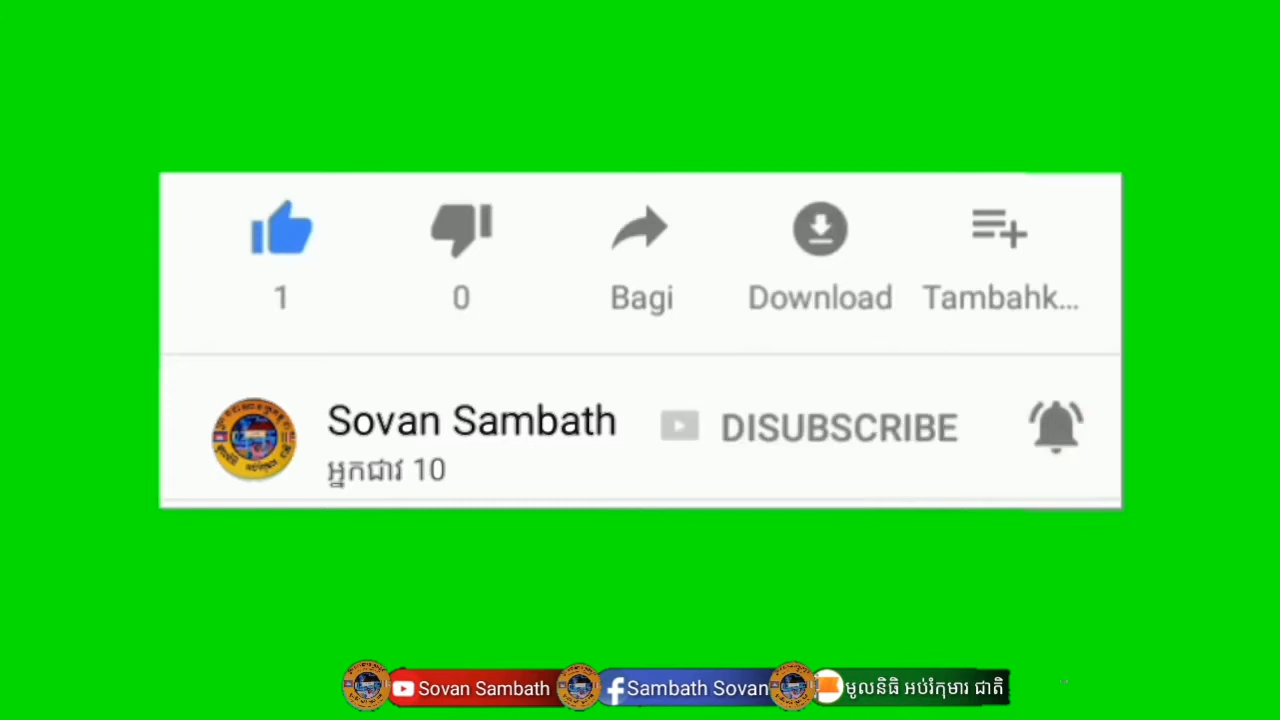 1
0
Bagi
Download
Tambahk...
Sovan Sambath
DISUBSCRIBE
អ្នកជាវ 10
Sovan Sambath
Sambath Sovan
មូលនិធិ អប់រំកុមារ ជាតិ